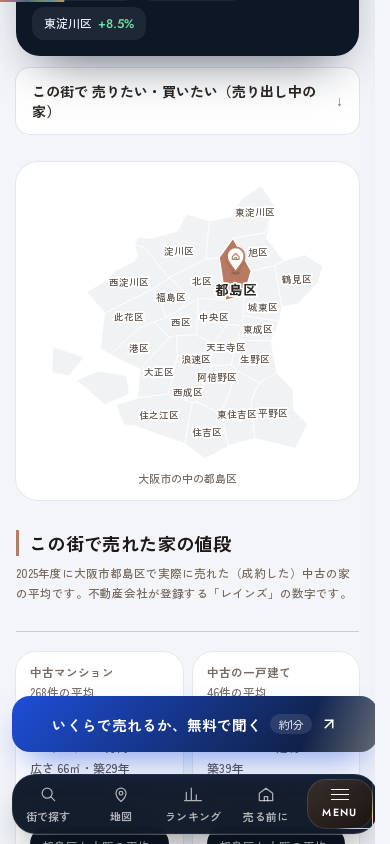 東淀川区 +8.5%
この街で 売りたい・買いたい（売り出し中の
家） ↓
東淀川区
淀川区
旭区
西淀川区
北区
鶴見区
都島区
福島区
城東区
此花区
西区
中央区
東成区
港区
天王寺区
浪速区
生野区
大正区
阿倍野区
西成区
住之江区
東住吉区
平野区
住吉区
大阪市の中の都島区
この街で売れた家の値段
2025年度に大阪市都島区で実際に売れた（成約した）中古の家
の平均です。不動産会社が登録する「レインズ」の数字です。
中古マンション
268件の平均
中古の一戸建て
46件の平均
いくらで売れるか、無料で聞く 約1分
広さ 66㎡・築29年
築39年
街で探す
地図
ランキング
売る前に
MENU